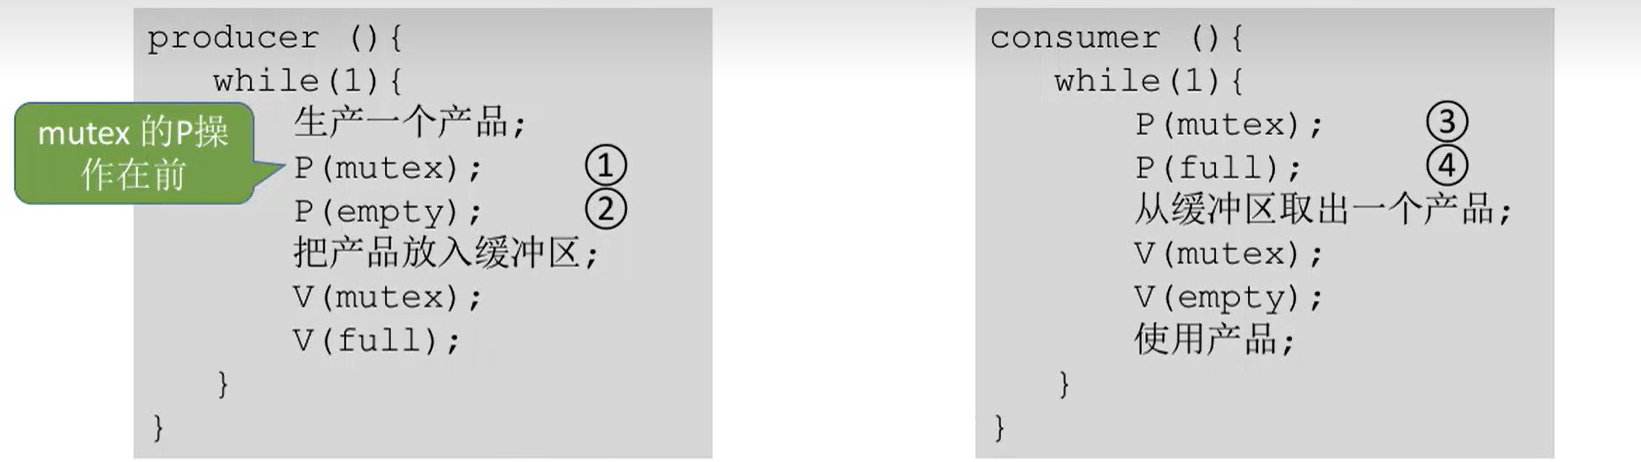 producer (){
while(1){
生产一个产品;
P(mutex); ①
P(empty); ②
把产品放入缓冲区;
V(mutex);
V(full);
}
}
mutex 的P操
作在前
consumer (){
while(1){
P(mutex); ③
P(full); ④
从缓冲区取出一个产品;
V(mutex);
V(empty);
使用产品;
}
}